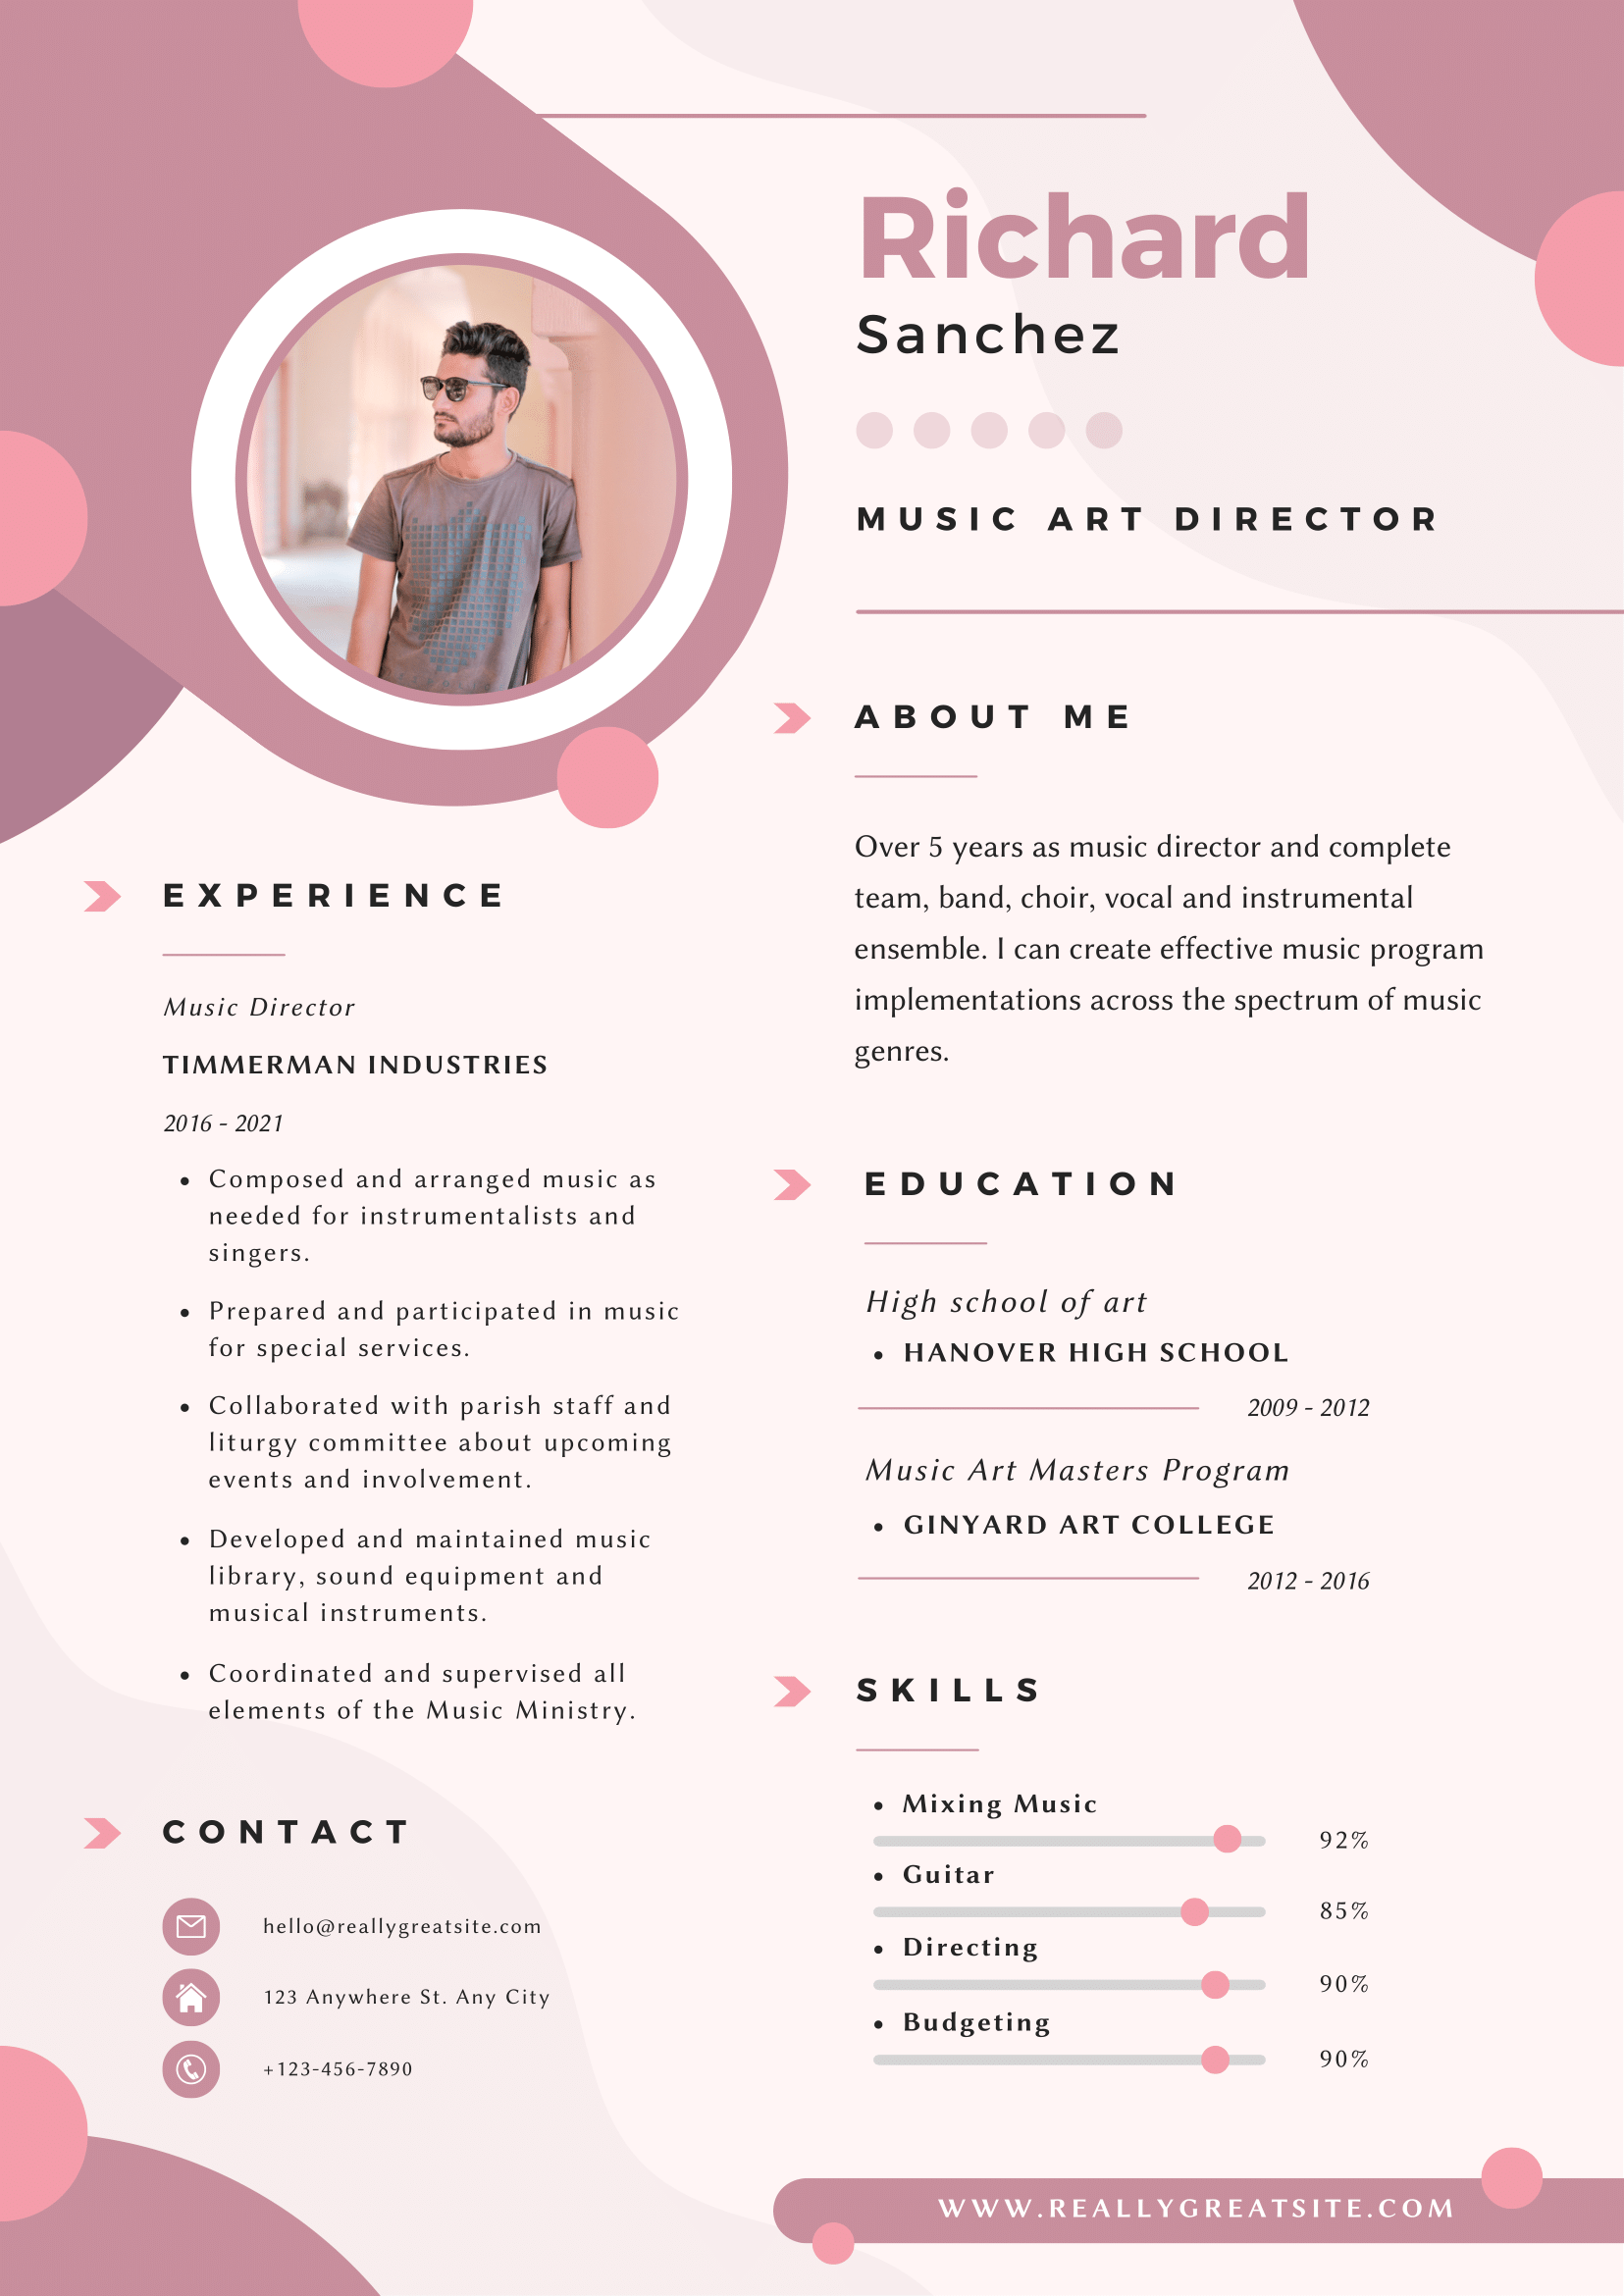 Richard
Sanchez
MUSIC ART DIRECTOR
ABOUT ME
Over 5 years as music director and complete
team, band, choir, vocal and instrumental
ensemble. I can create effective music program
implementations across the spectrum of music
genres.
EXPERIENCE
Music Director
TIMMERMAN INDUSTRIES
2016 - 2021
• Composed and arranged music as
needed for instrumentalists and
singers.
• Prepared and participated in music
for special services.
• Collaborated with parish staff and
liturgy committee about upcoming
events and involvement.
• Developed and maintained music
library, sound equipment and
musical instruments.
• Coordinated and supervised all
elements of the Music Ministry.
CONTACT
hello@reallygreatsite.com
123 Anywhere St. Any City
+123-456-7890
EDUCATION
High school of art
• HANOVER HIGH SCHOOL
2009 - 2012
Music Art Masters Program
• GINYARD ART COLLEGE
2012 - 2016
SKILLS
• Mixing Music
92%
• Guitar
85%
• Directing
90%
• Budgeting
90%
WWW.REALLYGREATSITE.COM